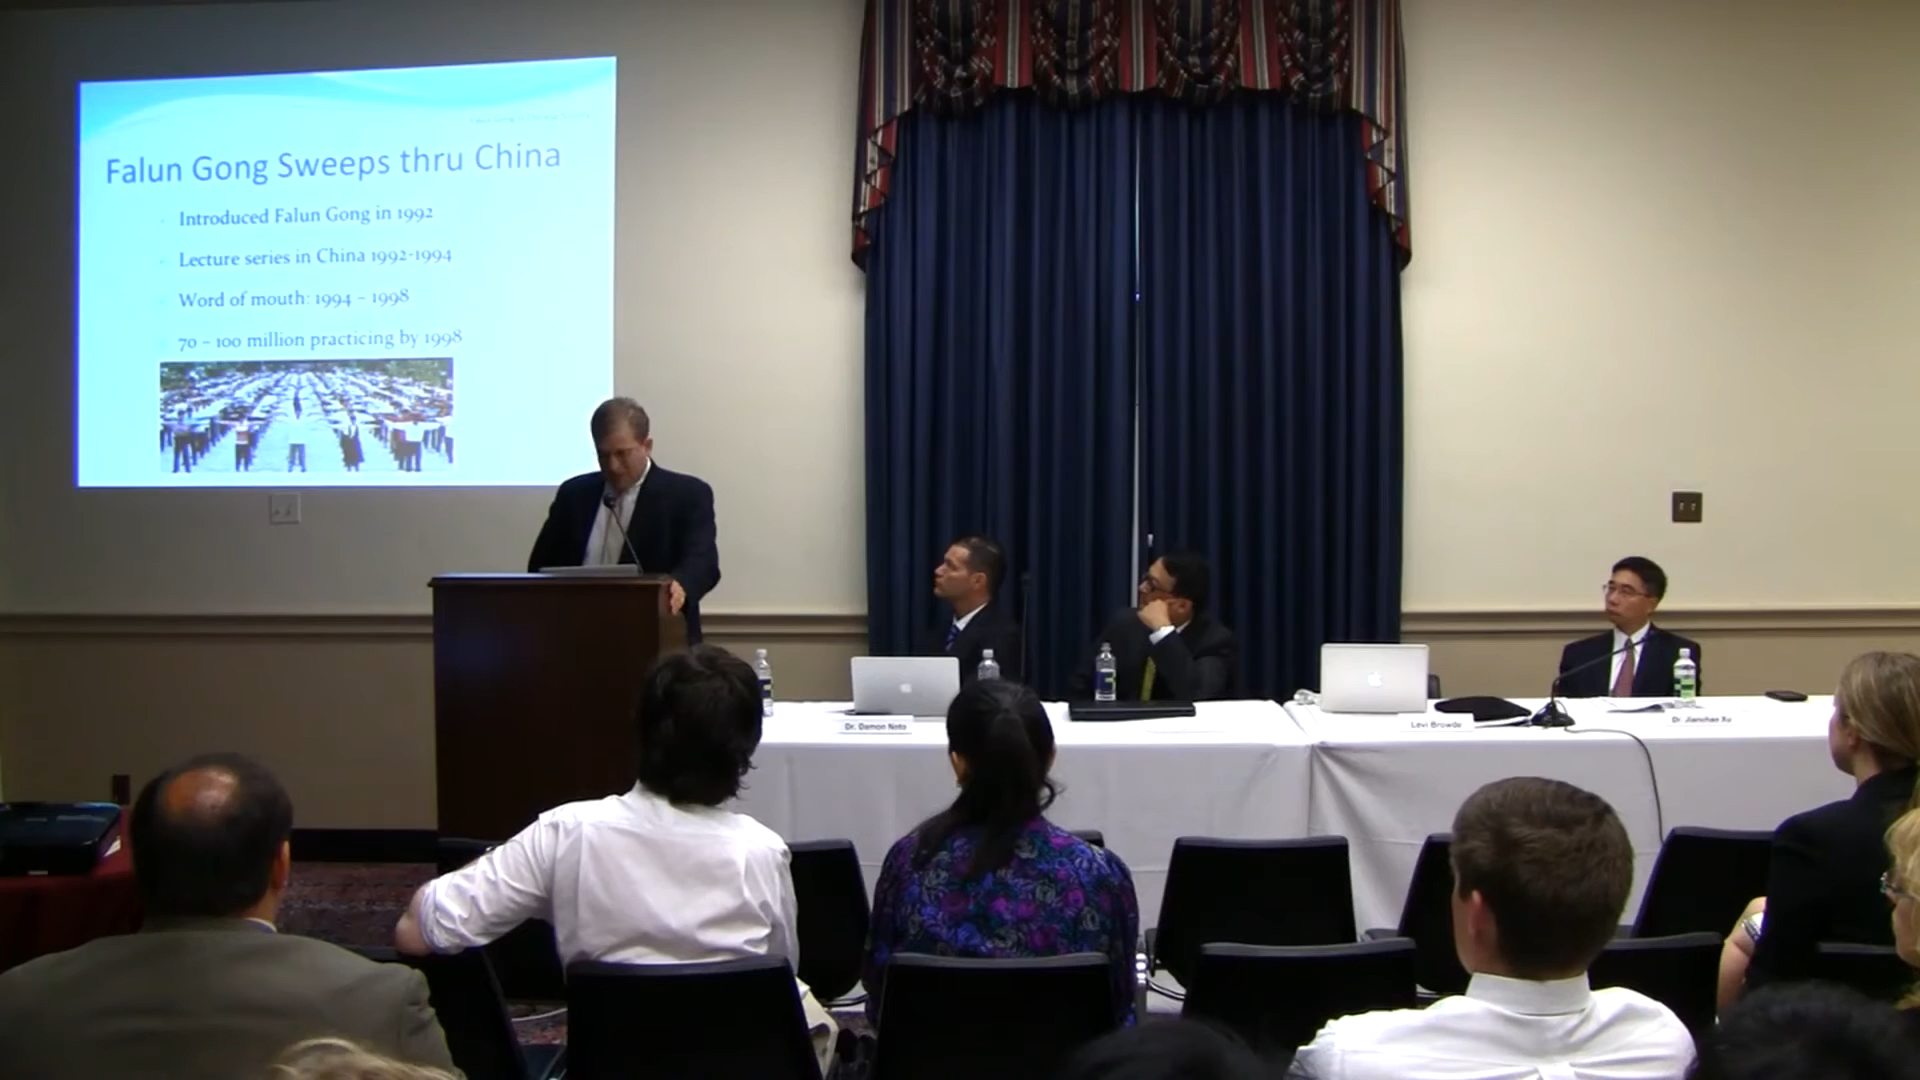 Falun Gong Sweeps thru China
Introduced Falun Gong in 1992
Lecture series in China 1992-1994
Word of mouth: 1994 – 1998
70 – 100 million practicing by 1998
Dr. Damon Noto
Levi Browde
Dr. Jianchao Xu